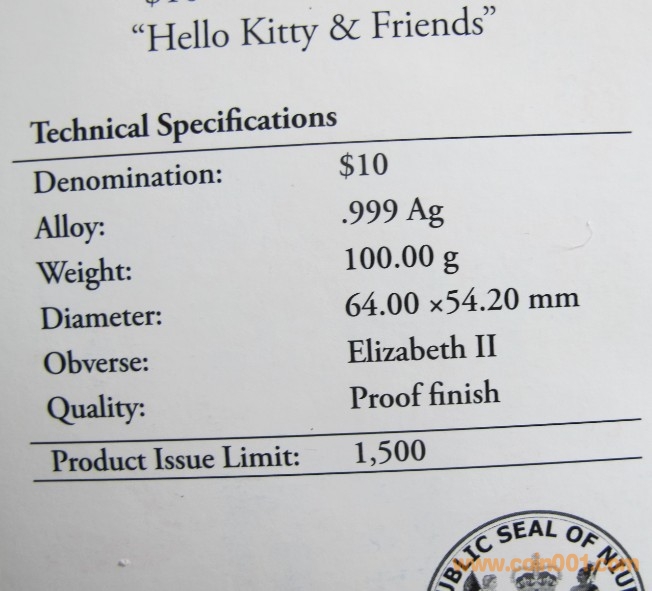 “Hello Kitty & Friends”
Technical Specifications
Denomination: $10
Alloy: .999 Ag
Weight: 100.00 g
Diameter: 64.00 ×54.20 mm
Obverse: Elizabeth II
Quality: Proof finish
Product Issue Limit: 1,500
SEAL OF
www.coin001.com